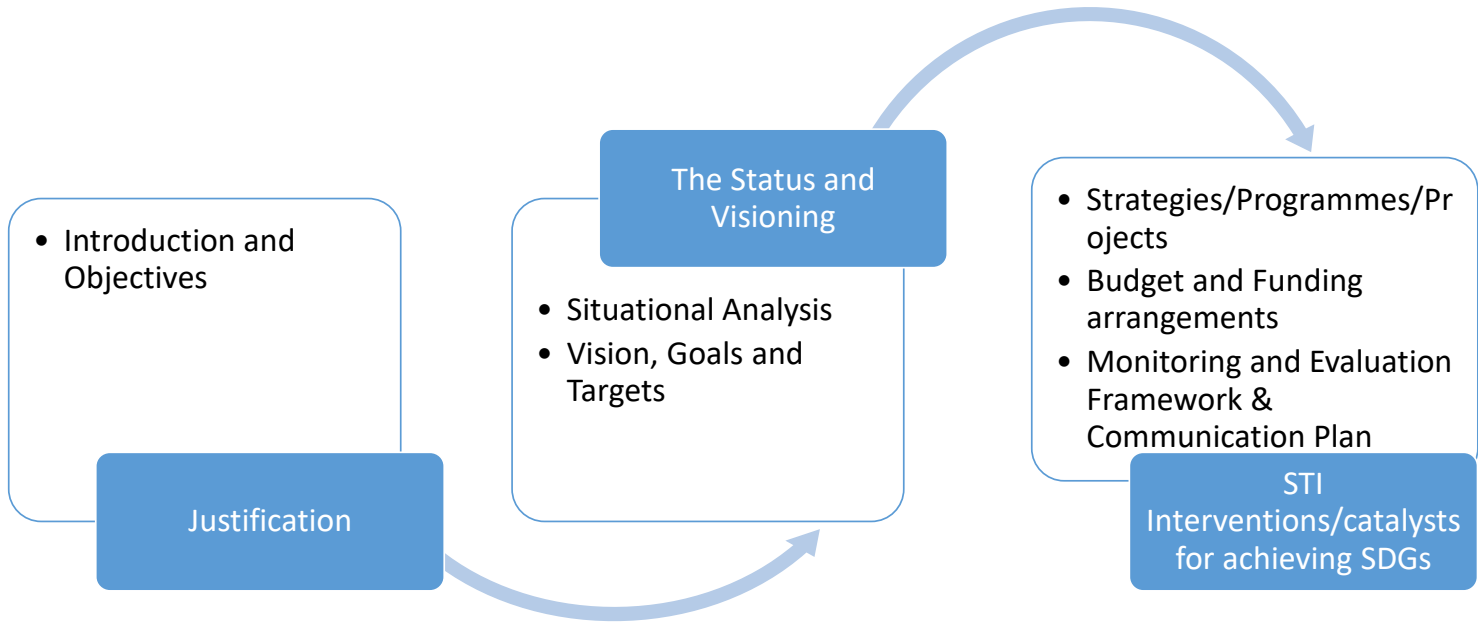 • Introduction and
Objectives
Justification
The Status and
Visioning
• Situational Analysis
• Vision, Goals and
Targets
• Strategies/Programmes/Pr
ojects
• Budget and Funding
arrangements
• Monitoring and Evaluation
Framework &
Communication Plan
STI
Interventions/catalysts
for achieving SDGs